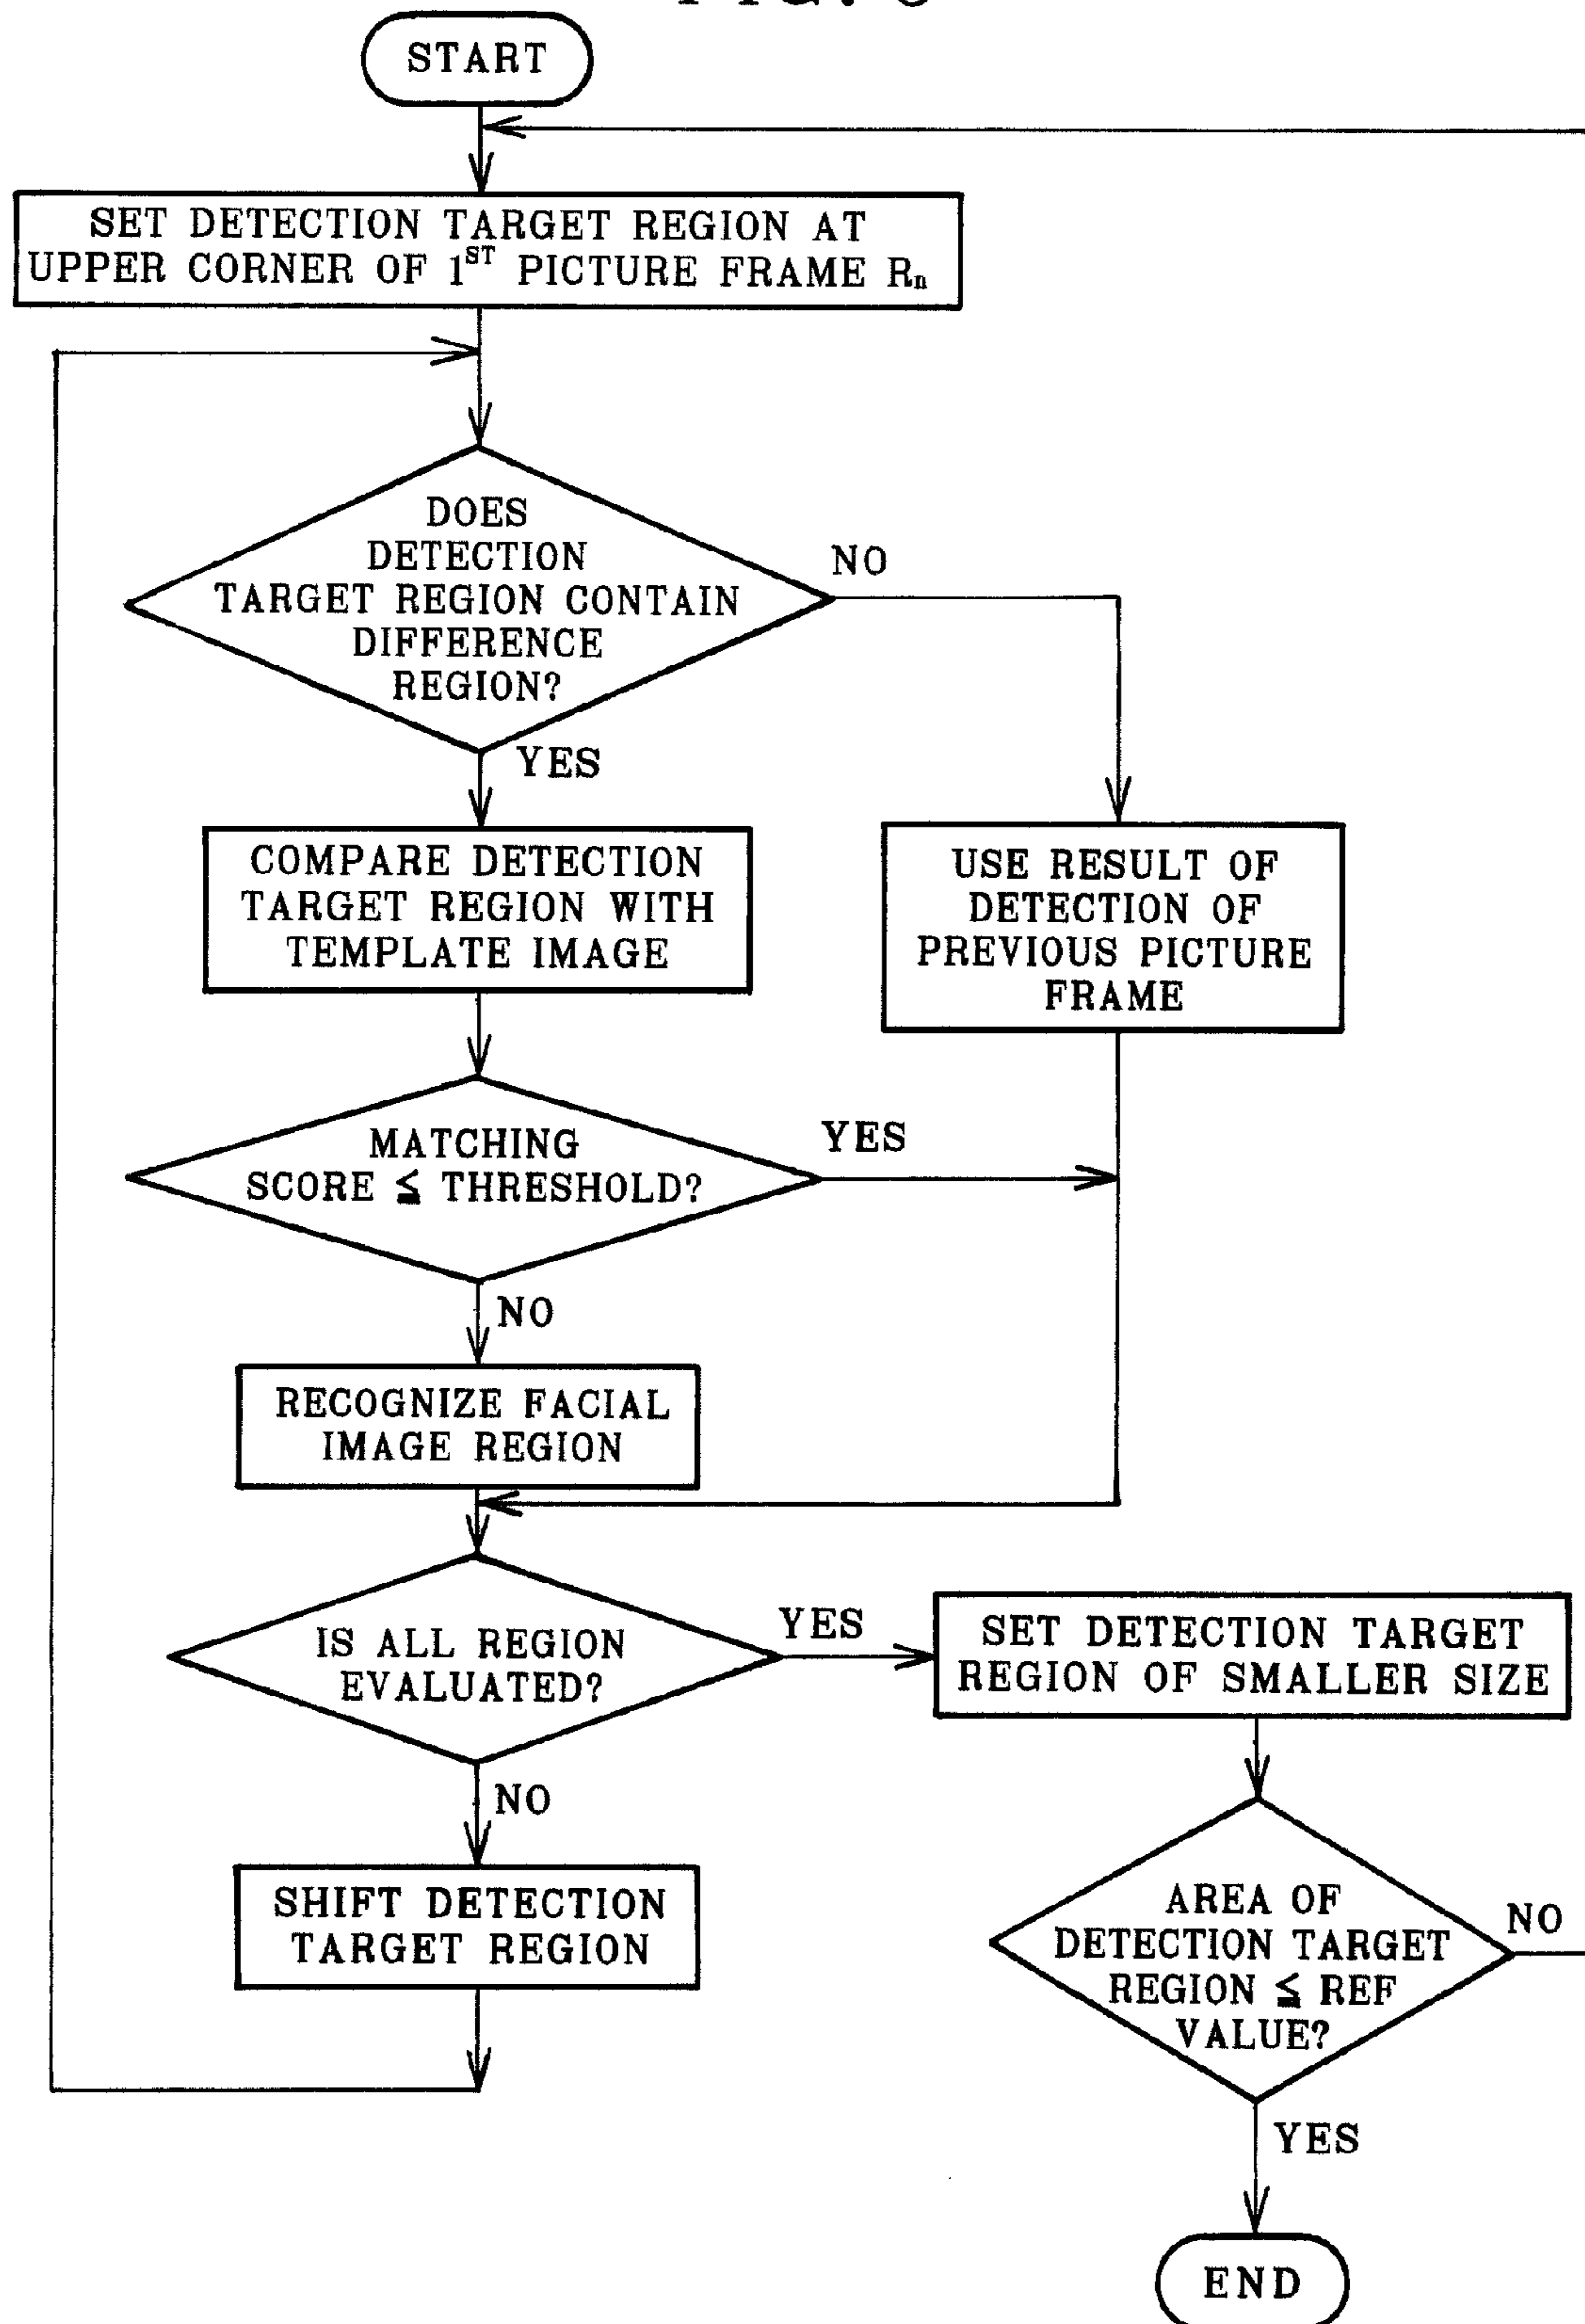 START
SET DETECTION TARGET REGION AT
UPPER CORNER OF 1ST PICTURE FRAME Rn
DOES
DETECTION
TARGET REGION CONTAIN
DIFFERENCE
REGION?
NO
YES
COMPARE DETECTION
TARGET REGION WITH
TEMPLATE IMAGE
USE RESULT OF
DETECTION OF
PREVIOUS PICTURE
FRAME
MATCHING
SCORE ≦ THRESHOLD?
YES
NO
RECOGNIZE FACIAL
IMAGE REGION
IS ALL REGION
EVALUATED?
YES
SET DETECTION TARGET
REGION OF SMALLER SIZE
NO
SHIFT DETECTION
TARGET REGION
AREA OF
DETECTION TARGET
REGION ≦ REF
VALUE?
NO
YES
END